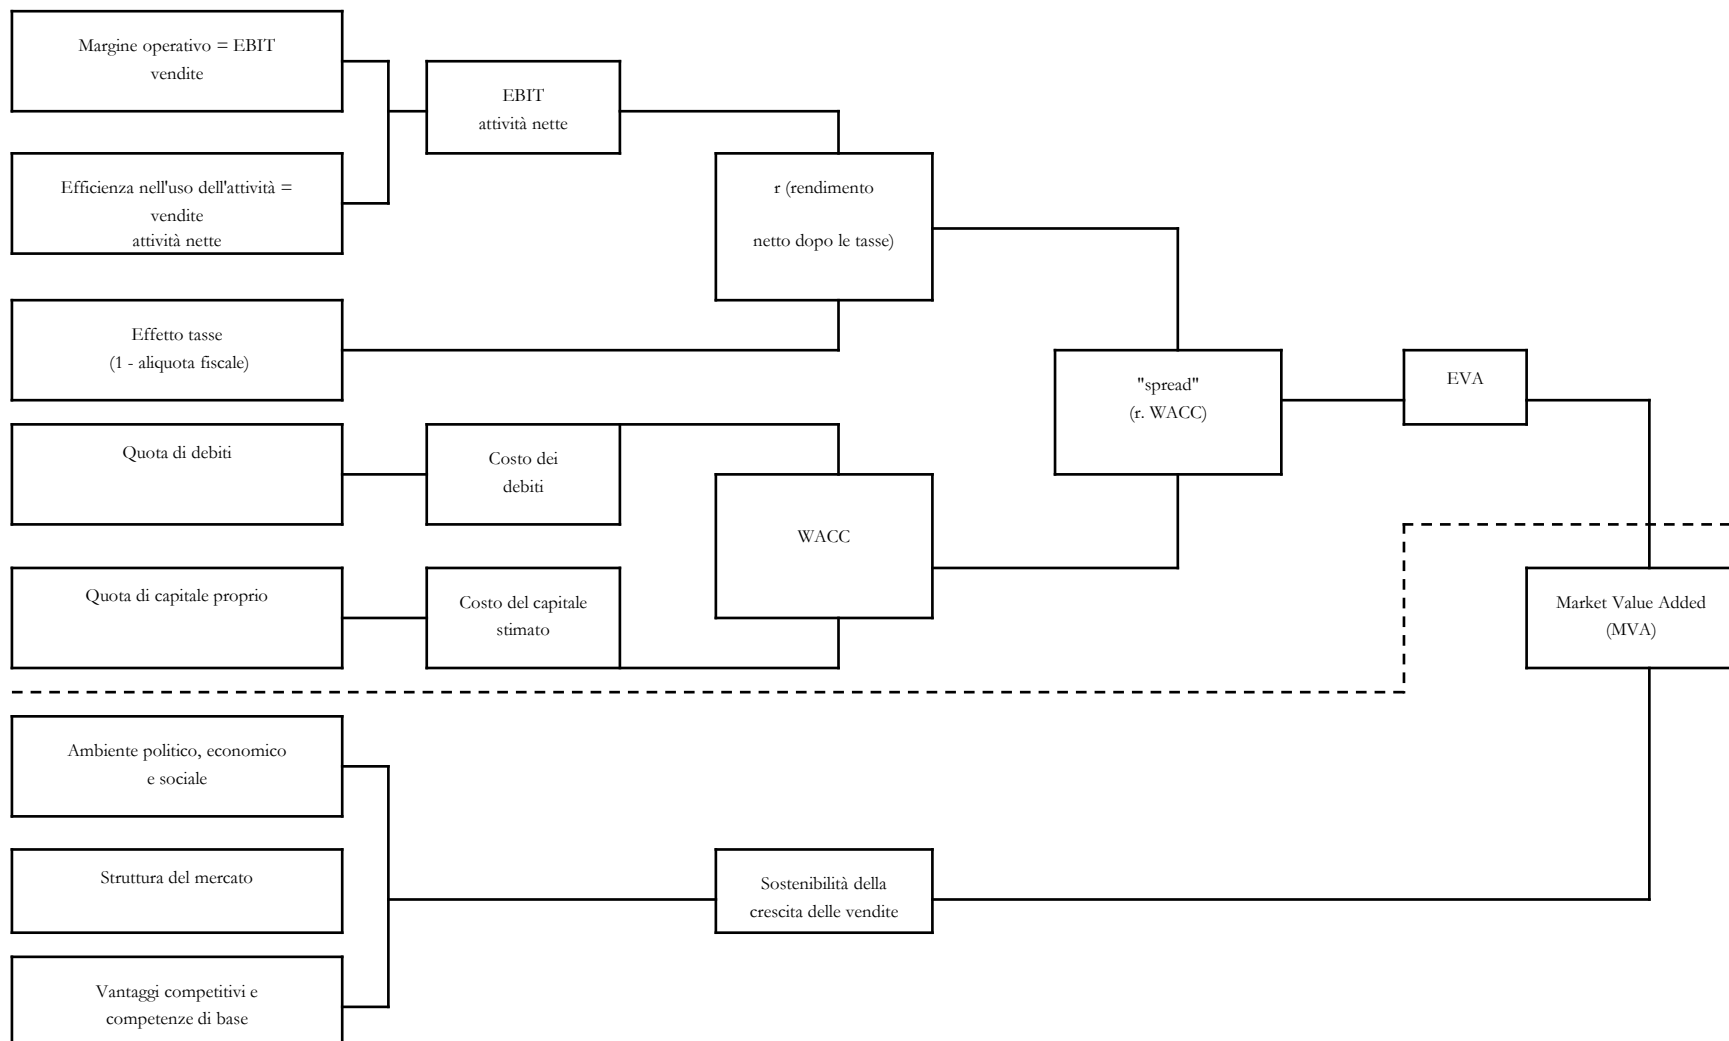 Margine operativo = EBIT
vendite
EBIT
attività nette
Efficienza nell'uso dell'attività =
vendite
attività nette
r (rendimento
netto dopo le tasse)
Effetto tasse
(1 - aliquota fiscale)
"spread"
(r. WACC)
EVA
Quota di debiti
Costo dei
debiti
WACC
Quota di capitale proprio
Costo del capitale
stimato
Market Value Added
(MVA)
Ambiente politico, economico
e sociale
Struttura del mercato
Sostenibilità della
crescita delle vendite
Vantaggi competitivi e
competenze di base